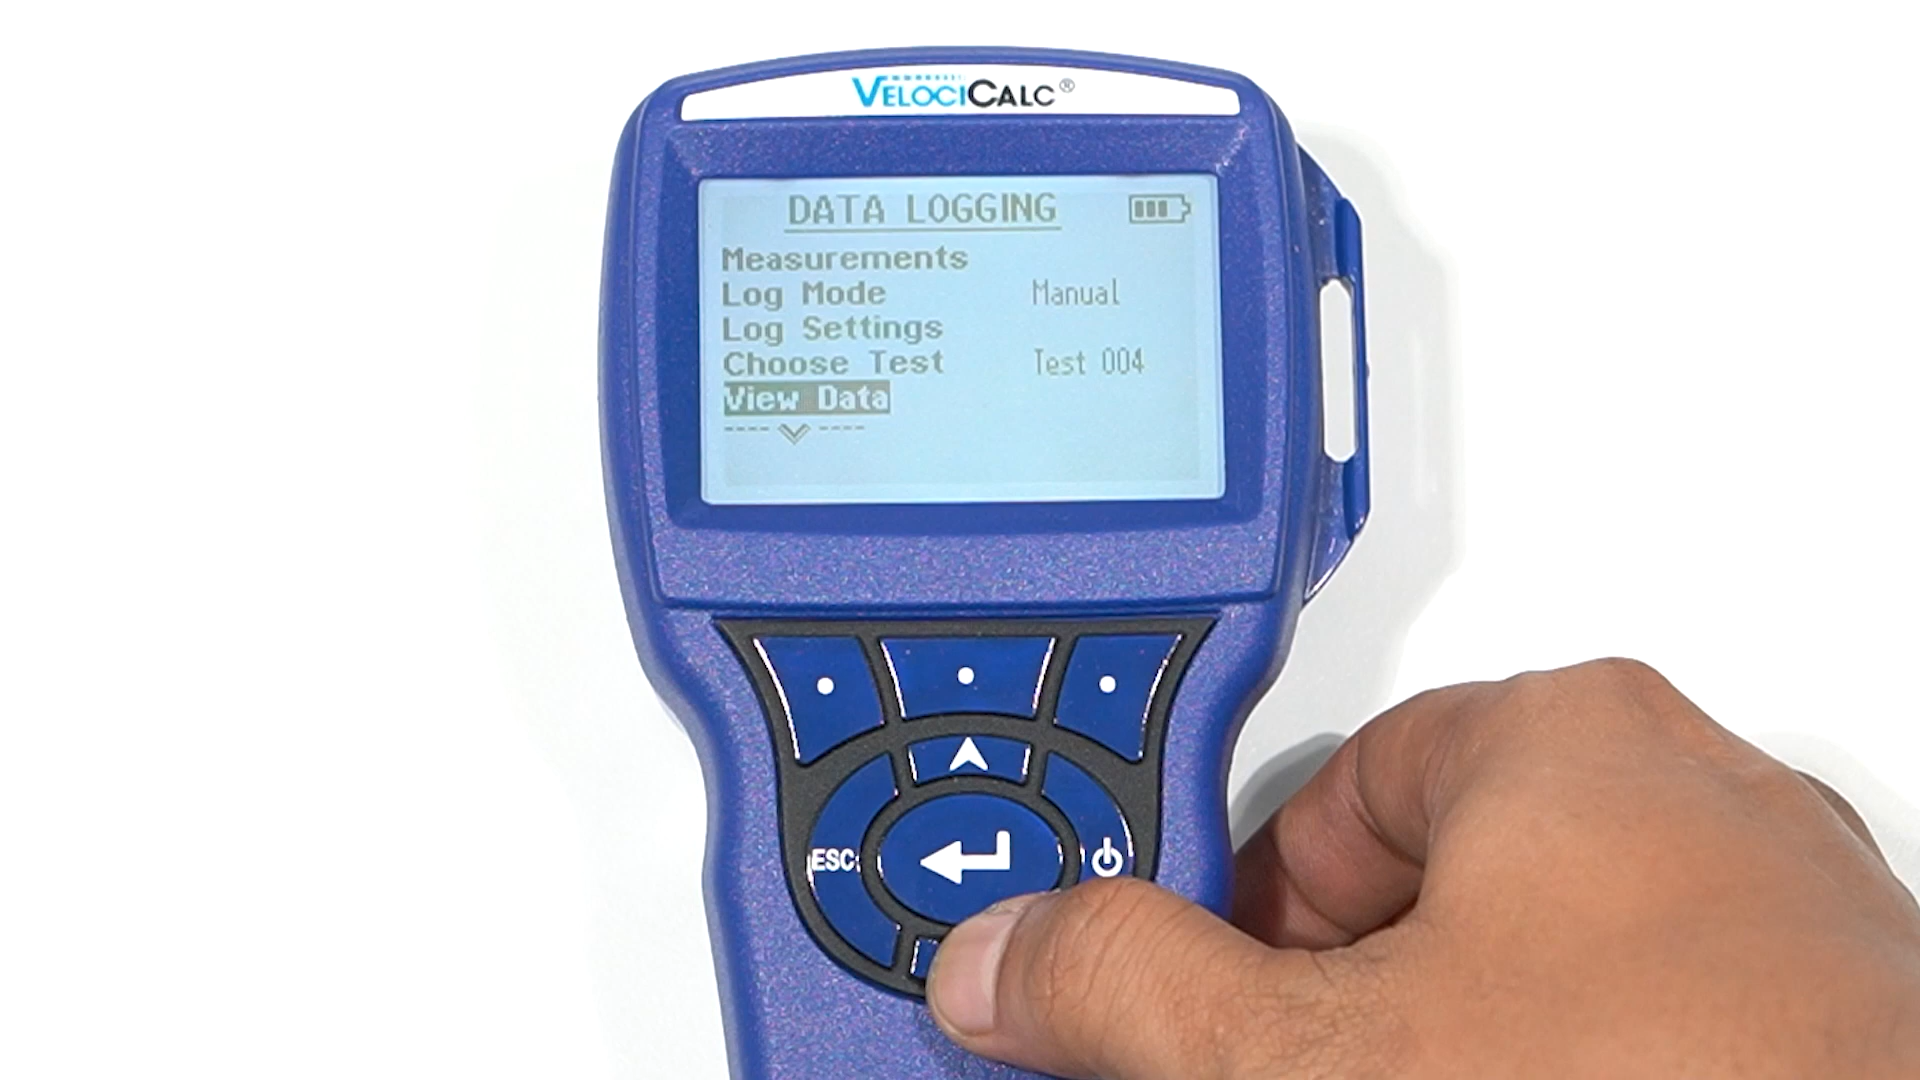 VELOCICALC®
DATA LOGGING
Measurements
Log Mode Manual
Log Settings
Choose Test Test 004
View Data
ESC